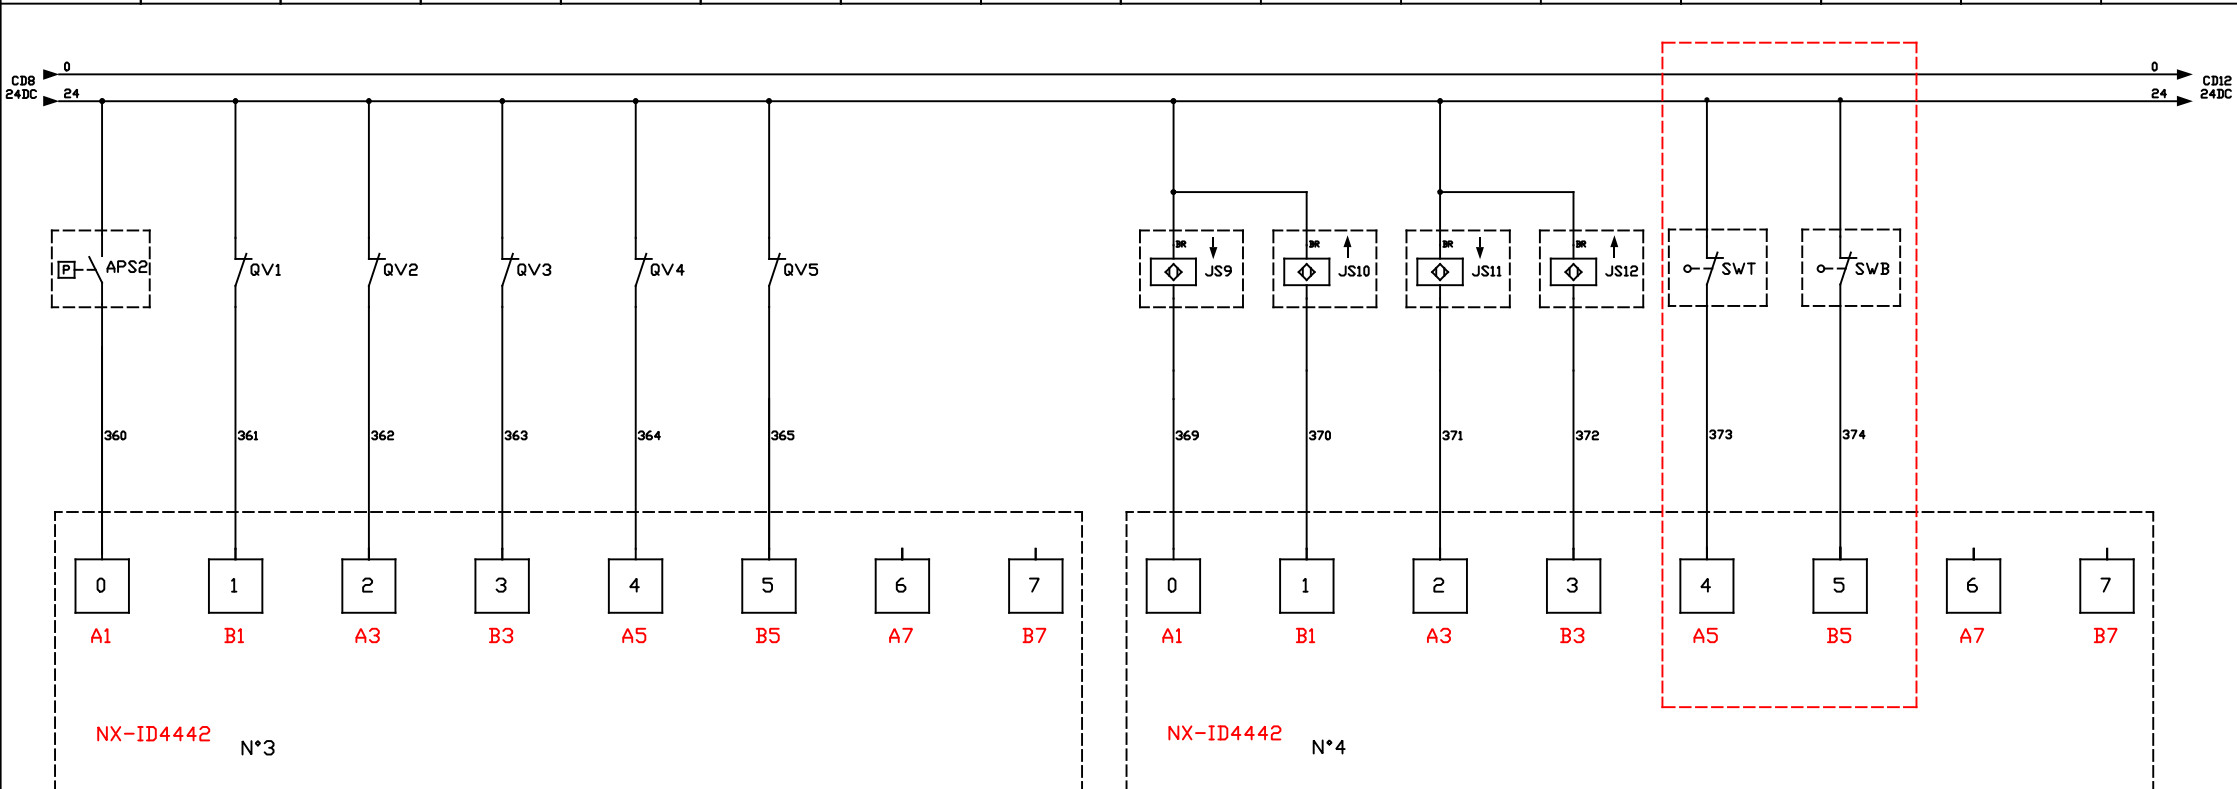 0 0
CD8 CD12
24DC 24 24 24DC
BR BR BR BR
P APS2 QV1 QV2 QV3 QV4 QV5 JS9 JS10 JS11 JS12 SWT SWB
360 361 362 363 364 365 369 370 371 372 373 374
0 1 2 3 4 5 6 7 0 1 2 3 4 5 6 7
A1 B1 A3 B3 A5 B5 A7 B7 A1 B1 A3 B3 A5 B5 A7 B7
NX-ID4442 N°3 NX-ID4442 N°4